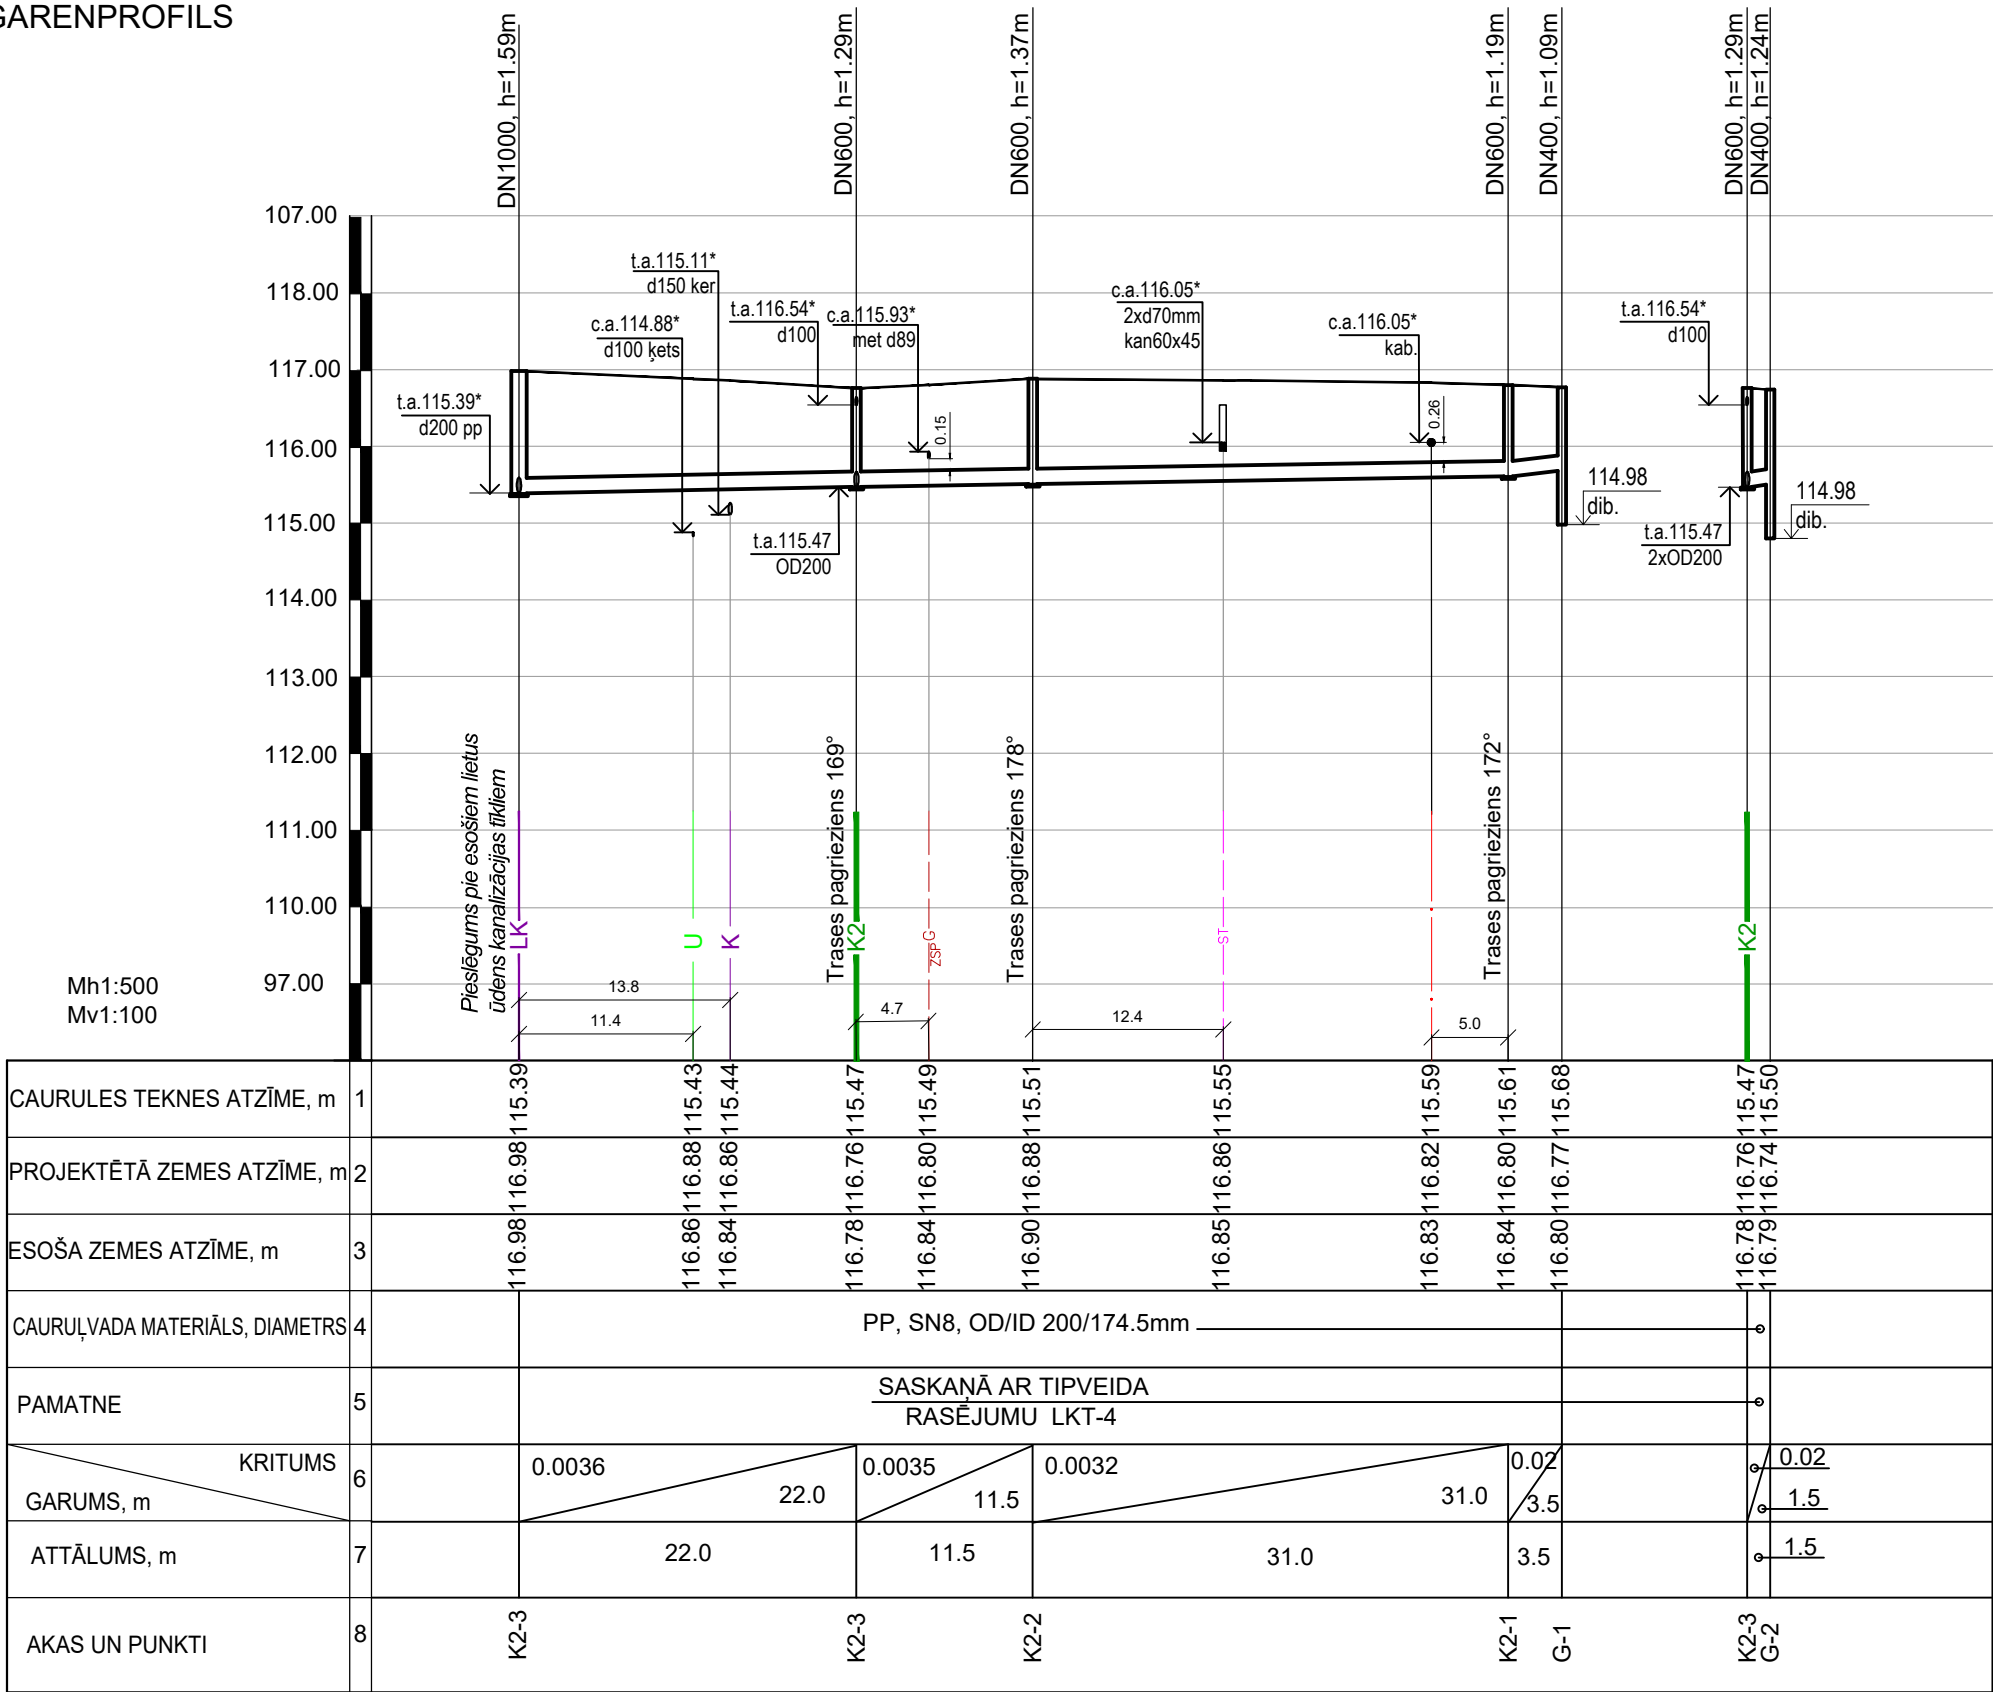 GARENPROFILS
DN1000, h=1.59m
DN600, h=1.29m
DN600, h=1.37m
DN600, h=1.19m
DN400, h=1.09m
DN600, h=1.29m
DN400, h=1.24m
107.00
118.00
117.00
116.00
115.00
114.00
113.00
112.00
111.00
110.00
97.00
t.a.115.39*
d200 pp
c.a.114.88*
d100 ķets
t.a.115.11*
d150 ker
t.a.116.54*
d100
c.a.115.93*
met d89
0.15
t.a.115.47
OD200
c.a.116.05*
2xd70mm
kan60x45
c.a.116.05*
kab.
0.26
114.98
dib.
t.a.116.54*
d100
t.a.115.47
2xOD200
114.98
dib.
Pieslēgums pie esošiem lietus
ūdens kanalizācijas tīkliem
Trases pagrieziens 169°
Trases pagrieziens 178°
Trases pagrieziens 172°
LK
U
K
K2
ZSPG
ST
K2
Mh1:500
Mv1:100
13.8
11.4
4.7
12.4
5.0
CAURULES TEKNES ATZĪME, m 1 115.39 115.43 115.44 115.47 115.49 115.51 115.55 115.59 115.61 115.68 115.47 115.50
PROJEKTĒTĀ ZEMES ATZĪME, m 2 116.98 116.88 116.86 116.76 116.80 116.88 116.86 116.82 116.80 116.77 116.76 116.74
ESOŠA ZEMES ATZĪME, m 3 116.98 116.86 116.84 116.78 116.84 116.90 116.85 116.83 116.84 116.80 116.78 116.79
CAURUĻVADA MATERIĀLS, DIAMETRS 4 PP, SN8, OD/ID 200/174.5mm
PAMATNE 5 SASKAŅĀ AR TIPVEIDA
RASĒJUMU LKT-4
KRITUMS 6 0.0036 0.0035 0.0032 0.02 0.02
GARUMS, m 22.0 11.5 31.0 3.5 1.5
ATTĀLUMS, m 7 22.0 11.5 31.0 3.5 1.5
AKAS UN PUNKTI 8 K2-3 K2-3 K2-2 K2-1 G-1 K2-3 G-2